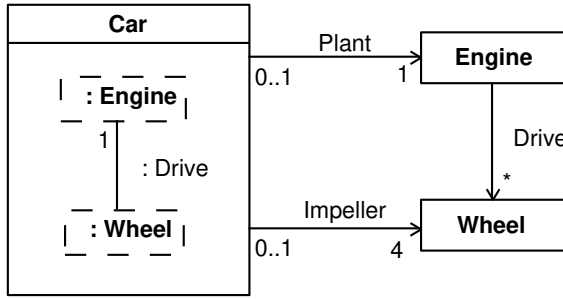 Car
: Engine
1
: Drive
: Wheel
Plant
0..1
1
Engine
Drive
*
Impeller
0..1
4
Wheel